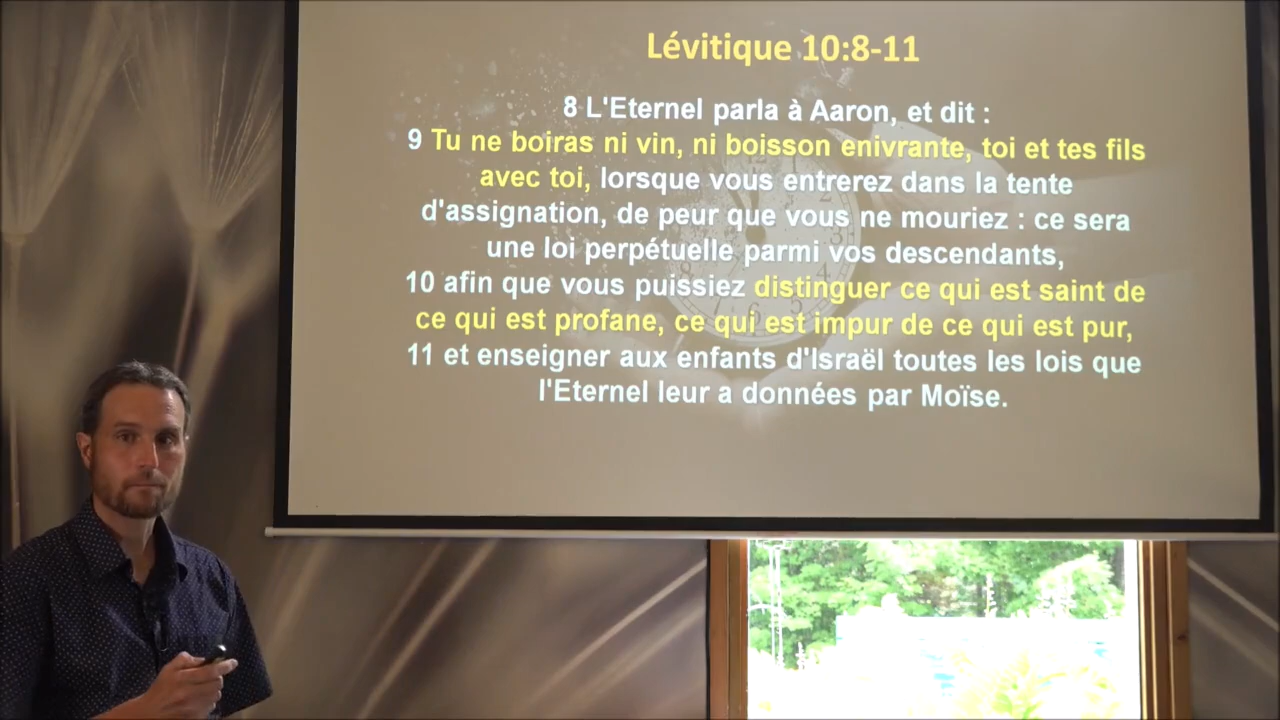 Lévitique 10:8-11
8 L'Eternel parla à Aaron, et dit :
9 Tu ne boiras ni vin, ni boisson enivrante, toi et tes fils
avec toi, lorsque vous entrerez dans la tente
d'assignation, de peur que vous ne mouriez : ce sera
une loi perpétuelle parmi vos descendants,
10 afin que vous puissiez distinguer ce qui est saint de
ce qui est profane, ce qui est impur de ce qui est pur,
11 et enseigner aux enfants d'Israël toutes les lois que
l'Eternel leur a données par Moïse.